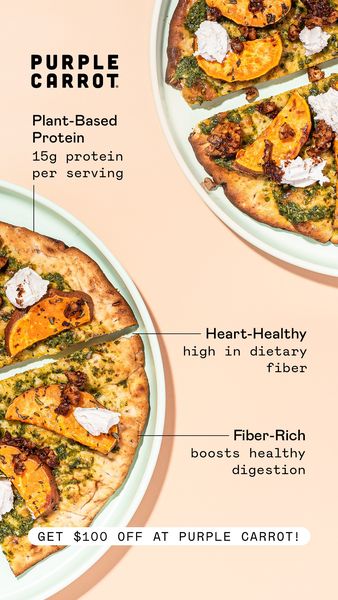 PURPLE
CARROT
Plant-Based
Protein
15g protein
per serving
Heart-Healthy
high in dietary
fiber
Fiber-Rich
boosts healthy
digestion
GET $100 OFF AT PURPLE CARROT!